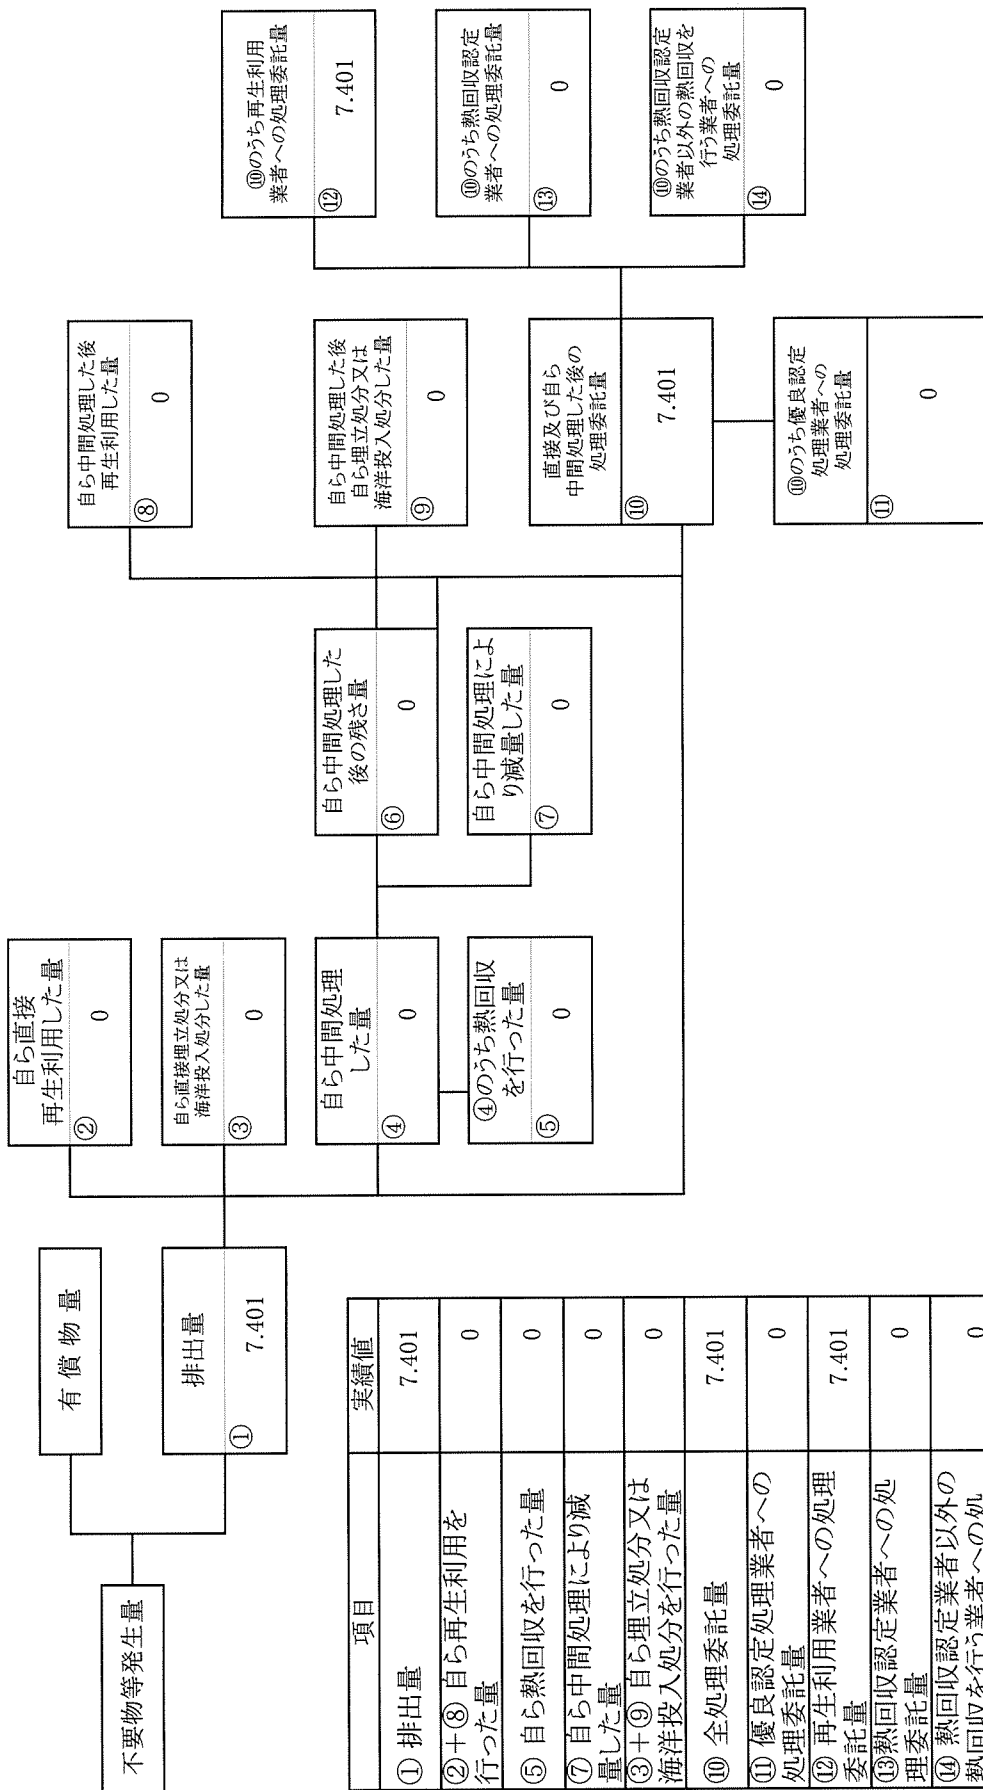 不要物等発生量
有償物量
排出量
①
7.401
自ら直接
再生利用した量
②
0
自ら直接埋立処分又は
海洋投入処分した量
③
0
自ら中間処理
した量
④
0
④のうち熱回収
を行った量
⑤
0
自ら中間処理した
後の残さ量
⑥
0
自ら中間処理によ
り減量した量
⑦
0
自ら中間処理した後
再生利用した量
⑧
0
自ら中間処理した後
自ら埋立処分又は
海洋投入処分した量
⑨
0
直接及び自ら
中間処理した後の
処理委託量
⑩
7.401
⑩のうち優良認定
処理業者への
処理委託量
⑪
0
⑩のうち再生利用
業者への処理委託量
⑫
7.401
⑩のうち熱回収認定
業者への処理委託量
⑬
0
⑩のうち熱回収認定
業者以外の熱回収を
行う業者への
処理委託量
⑭
0
項目 実績値
① 排出量 7.401
②+⑧ 自ら再生利用を
行った量 0
⑤ 自ら熱回収を行った量 0
⑦ 自ら中間処理により減
量した量 0
③+⑨ 自ら埋立処分又は
海洋投入処分を行った量 0
⑩ 全処理委託量 7.401
⑪ 優良認定処理業者への
処理委託量 0
⑫ 再生利用業者への処理
委託量 7.401
⑬熱回収認定業者への処
理委託量 0
⑭ 熱回収認定業者以外の
熱回収を行う業者への処 0